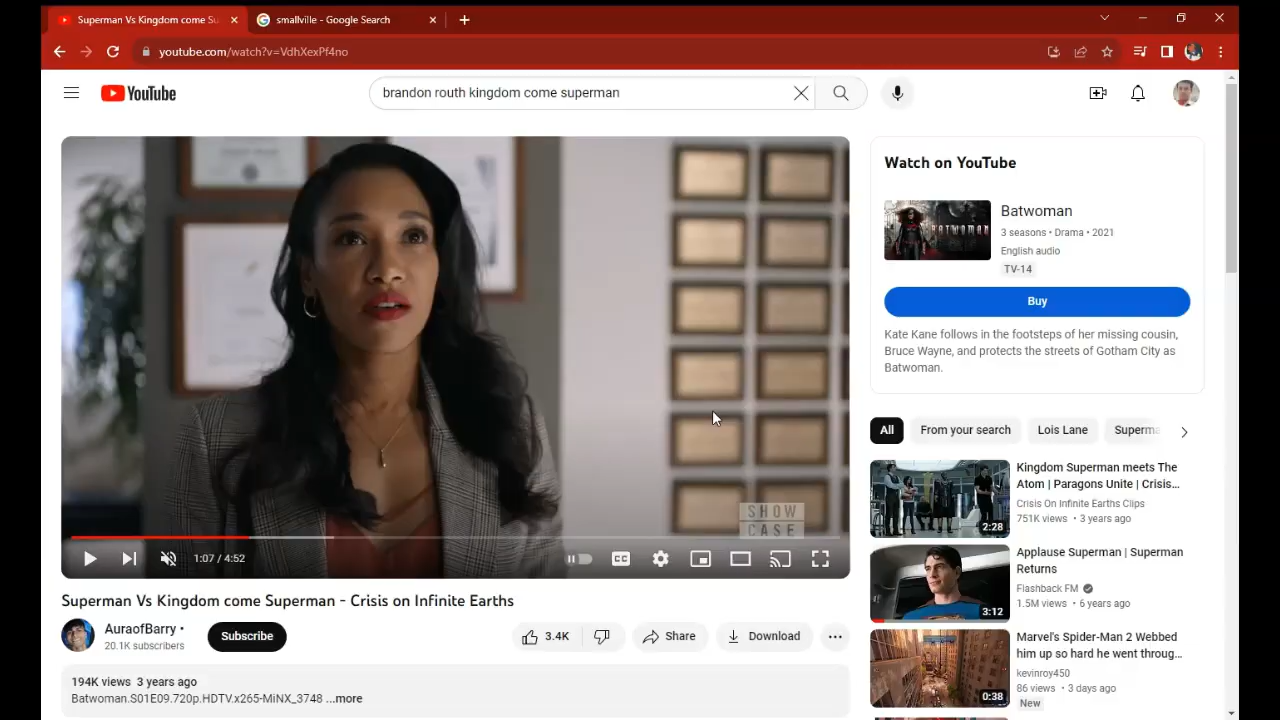 Superman Vs Kingdom come Su
smallville - Google Search
youtube.com/watch?v=VdhXexPf4no
YouTube
brandon routh kingdom come superman
SHOW
CASE
1:07 / 4:52
CC
Superman Vs Kingdom come Superman - Crisis on Infinite Earths
AuraofBarry •
20.1K subscribers
Subscribe
3.4K
Share
Download
194K views 3 years ago
Batwoman.S01E09.720p.HDTV.x265-MiNX_3748 ...more
Watch on YouTube
BATWOMAN
Batwoman
3 seasons • Drama • 2021
English audio
TV-14
Buy
Kate Kane follows in the footsteps of her missing cousin,
Bruce Wayne, and protects the streets of Gotham City as
Batwoman.
All
From your search
Lois Lane
Superma
Kingdom Superman meets The
Atom | Paragons Unite | Crisis...
Crisis On Infinite Earths Clips
751K views • 3 years ago
2:28
Applause Superman | Superman
Returns
Flashback FM
1.5M views • 6 years ago
3:12
Marvel's Spider-Man 2 Webbed
him up so hard he went throug...
kevinroy450
86 views • 3 days ago
New
0:38